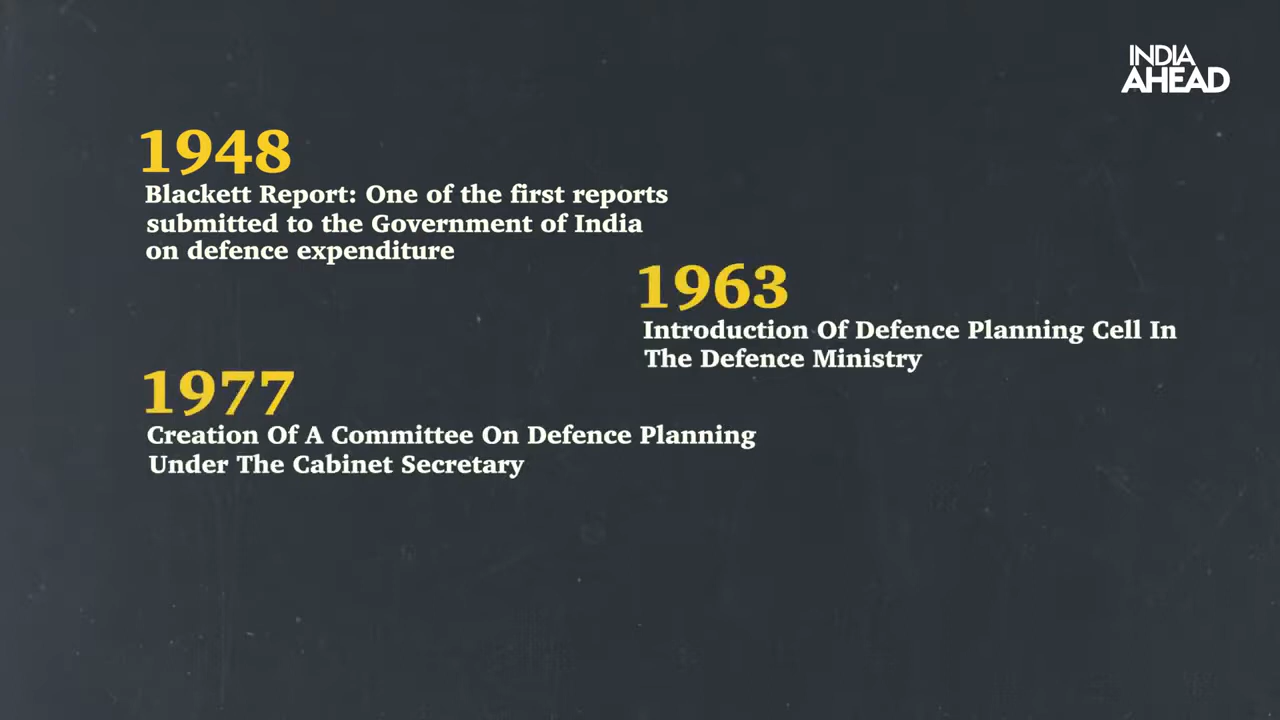 INDIA
AHEAD
1948
Blackett Report: One of the first reports
submitted to the Government of India
on defence expenditure
1963
Introduction Of Defence Planning Cell In
The Defence Ministry
1977
Creation Of A Committee On Defence Planning
Under The Cabinet Secretary